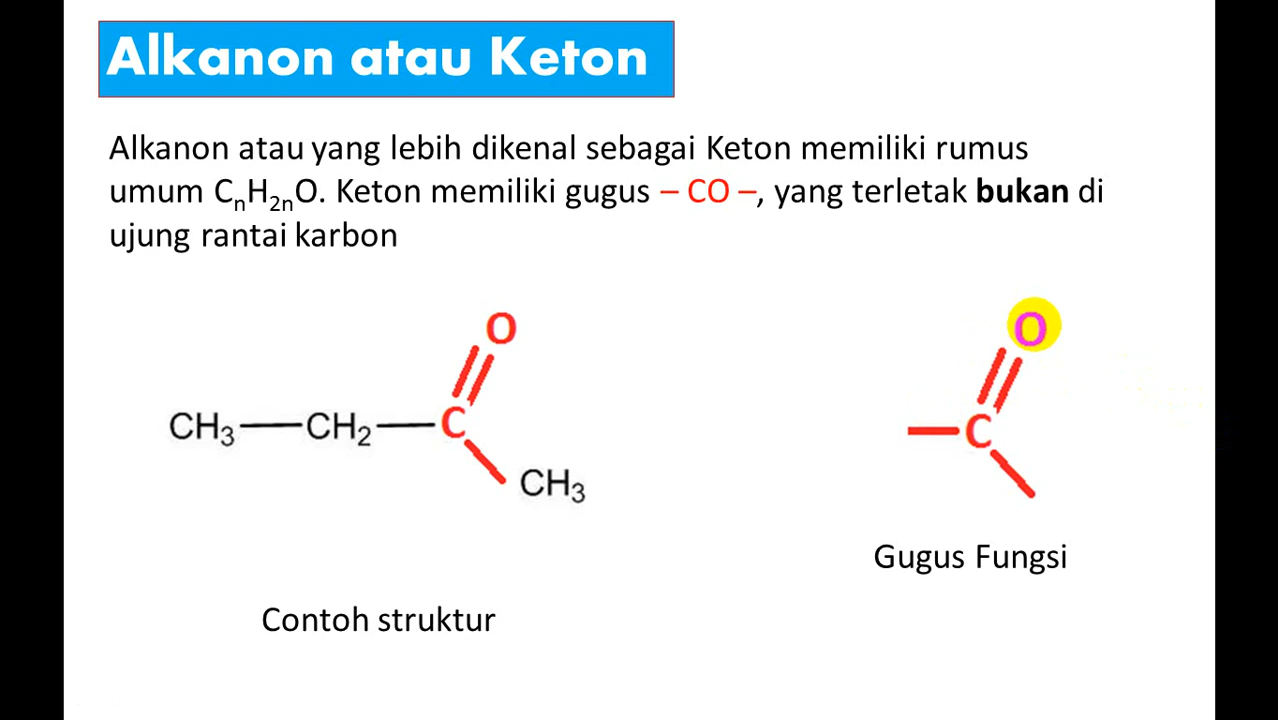 Alkanon atau Keton
Alkanon atau yang lebih dikenal sebagai Keton memiliki rumus
umum CₙH₂ₙO. Keton memiliki gugus – CO –, yang terletak bukan di
ujung rantai karbon
O
CH₃—CH₂—C
CH₃
O
C
Gugus Fungsi
Contoh struktur